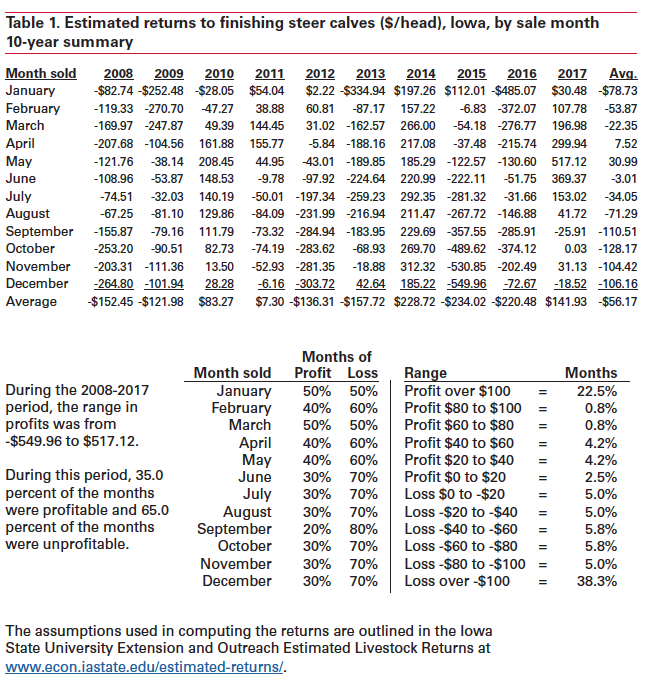 Table 1. Estimated returns to finishing steer calves ($/head), Iowa, by sale month
10-year summary
Month sold 2008 2009 2010 2011 2012 2013 2014 2015 2016 2017 Avg.
January -$82.74 -$252.48 -$28.05 $54.04 $2.22 -$334.94 $197.26 $112.01 -$485.07 $30.48 -$78.73
February -119.33 -270.70 -47.27 38.88 60.81 -87.17 157.22 -6.83 -372.07 107.78 -53.87
March -169.97 -247.87 49.39 144.45 31.02 -162.57 266.00 -54.18 -276.77 196.98 -22.35
April -207.68 -104.56 161.88 155.77 -5.84 -188.16 217.08 -37.48 -215.74 299.94 7.52
May -121.76 -38.14 208.45 44.95 -43.01 -189.85 185.29 -122.57 -130.60 517.12 30.99
June -108.96 -53.87 148.53 -9.78 -97.92 -224.64 220.99 -222.11 -51.75 369.37 -3.01
July -74.51 -32.03 140.19 -50.01 -197.34 -259.23 292.35 -281.32 -31.66 153.02 -34.05
August -67.25 -81.10 129.86 -84.09 -231.99 -216.94 211.47 -267.72 -146.88 41.72 -71.29
September -155.87 -79.16 111.79 -73.32 -284.94 -183.95 229.69 -357.55 -285.91 -25.91 -110.51
October -253.20 -90.51 82.73 -74.19 -283.62 -68.93 269.70 -489.62 -374.12 0.03 -128.17
November -203.31 -111.36 13.50 -52.93 -281.35 -18.88 312.32 -530.85 -202.49 31.13 -104.42
December -264.80 -101.94 28.28 -6.16 -303.72 42.64 185.22 -549.96 -72.67 -18.52 -106.16
Average -$152.45 -$121.98 $83.27 $7.30 -$136.31 -$157.72 $228.72 -$234.02 -$220.48 $141.93 -$56.17
During the 2008-2017
period, the range in
profits was from
-$549.96 to $517.12.
During this period, 35.0
percent of the months
were profitable and 65.0
percent of the months
were unprofitable.
Months of
Month sold Profit Loss
January 50% 50%
February 40% 60%
March 50% 50%
April 40% 60%
May 40% 60%
June 30% 70%
July 30% 70%
August 30% 70%
September 20% 80%
October 30% 70%
November 30% 70%
December 30% 70%
Range Months
Profit over $100 = 22.5%
Profit $80 to $100 = 0.8%
Profit $60 to $80 = 0.8%
Profit $40 to $60 = 4.2%
Profit $20 to $40 = 4.2%
Profit $0 to $20 = 2.5%
Loss $0 to -$20 = 5.0%
Loss -$20 to -$40 = 5.0%
Loss -$40 to -$60 = 5.8%
Loss -$60 to -$80 = 5.8%
Loss -$80 to -$100 = 5.0%
Loss over -$100 = 38.3%
The assumptions used in computing the returns are outlined in the Iowa
State University Extension and Outreach Estimated Livestock Returns at
www.econ.iastate.edu/estimated-returns/.